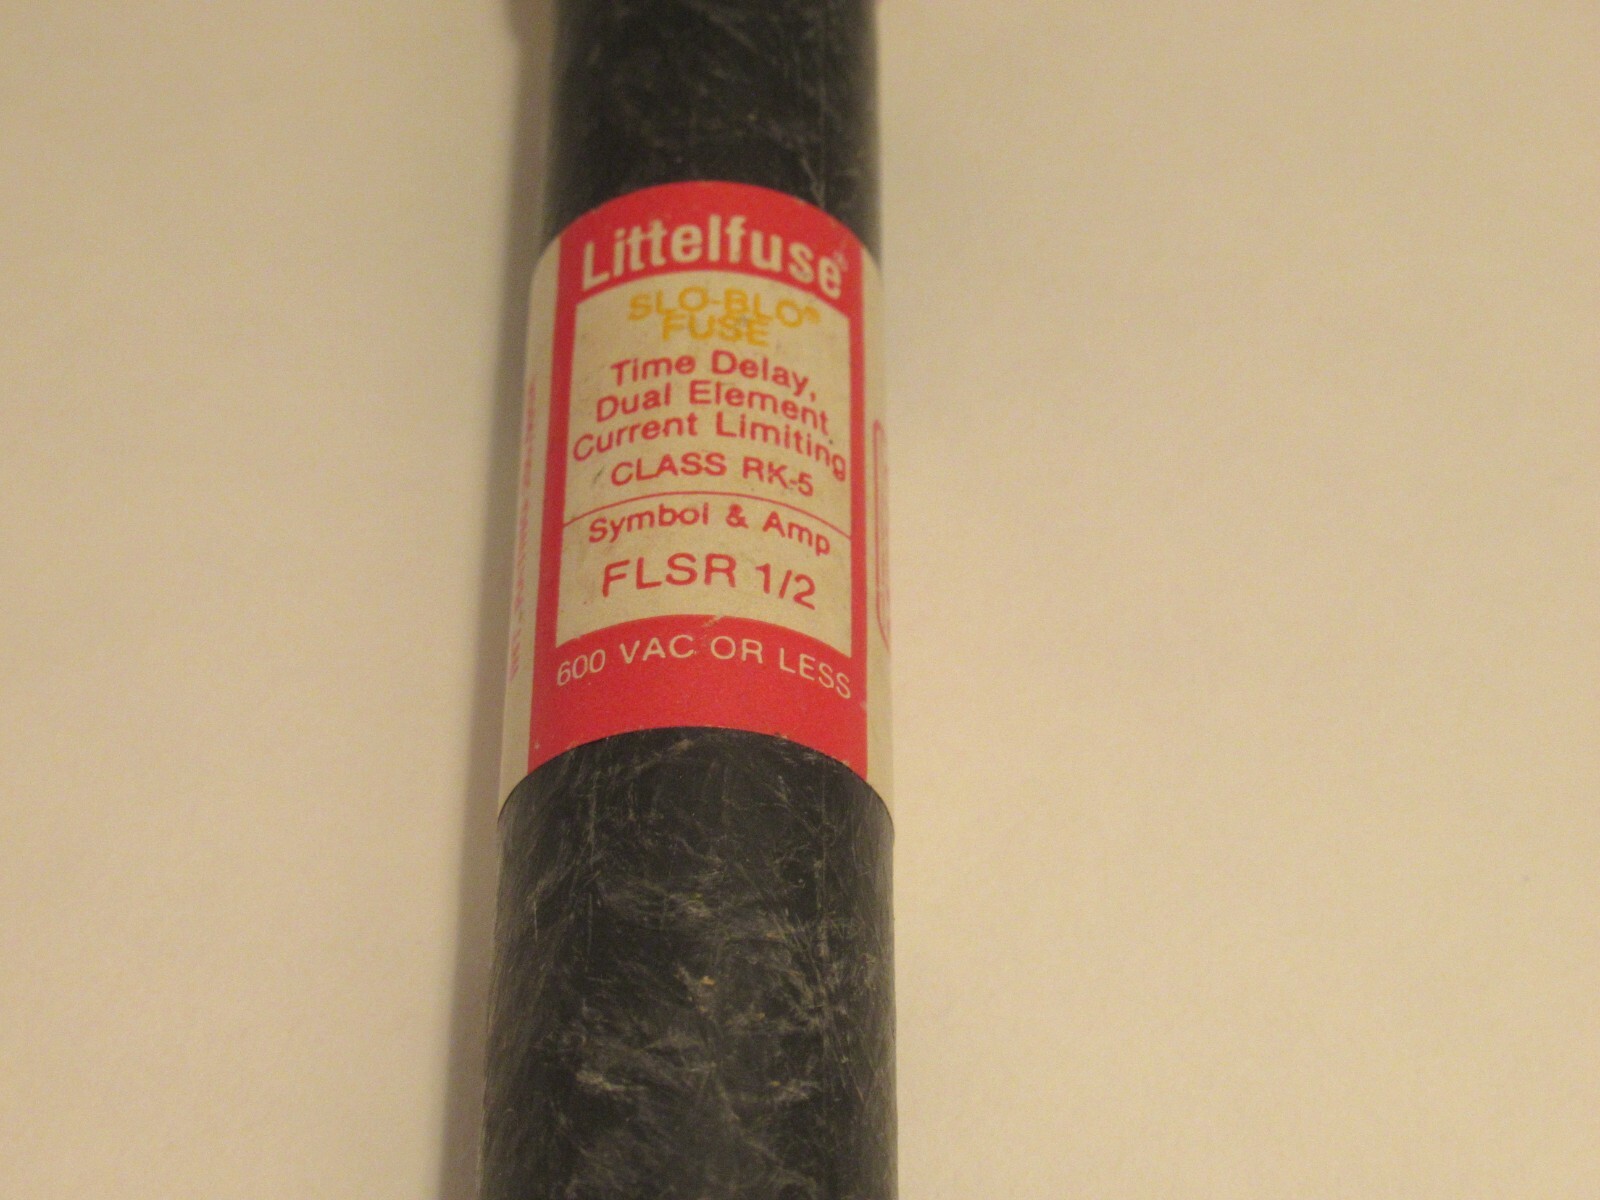 Littelfuse
SLO-BLO®
FUSE
Time Delay,
Dual Element
Current Limiting
CLASS RK-5
Symbol & Amp
FLSR 1/2
600 VAC OR LESS